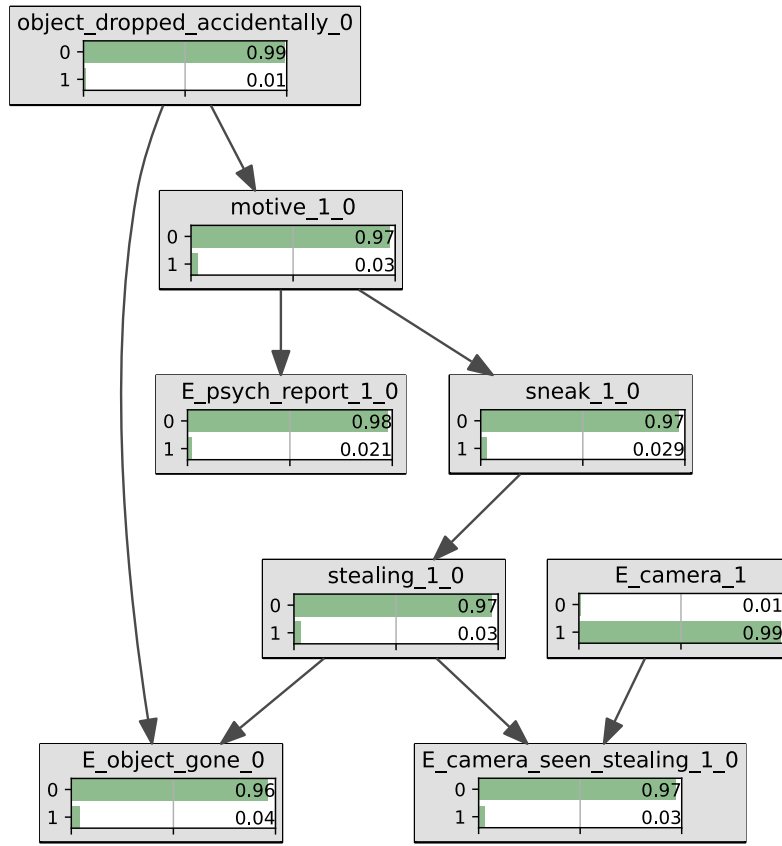 object_dropped_accidentally_0
0 0.99
1 0.01
motive_1_0
0 0.97
1 0.03
E_psych_report_1_0
0 0.98
1 0.021
sneak_1_0
0 0.97
1 0.029
stealing_1_0
0 0.97
1 0.03
E_camera_1
0 0.01
1 0.99
E_object_gone_0
0 0.96
1 0.04
E_camera_seen_stealing_1_0
0 0.97
1 0.03